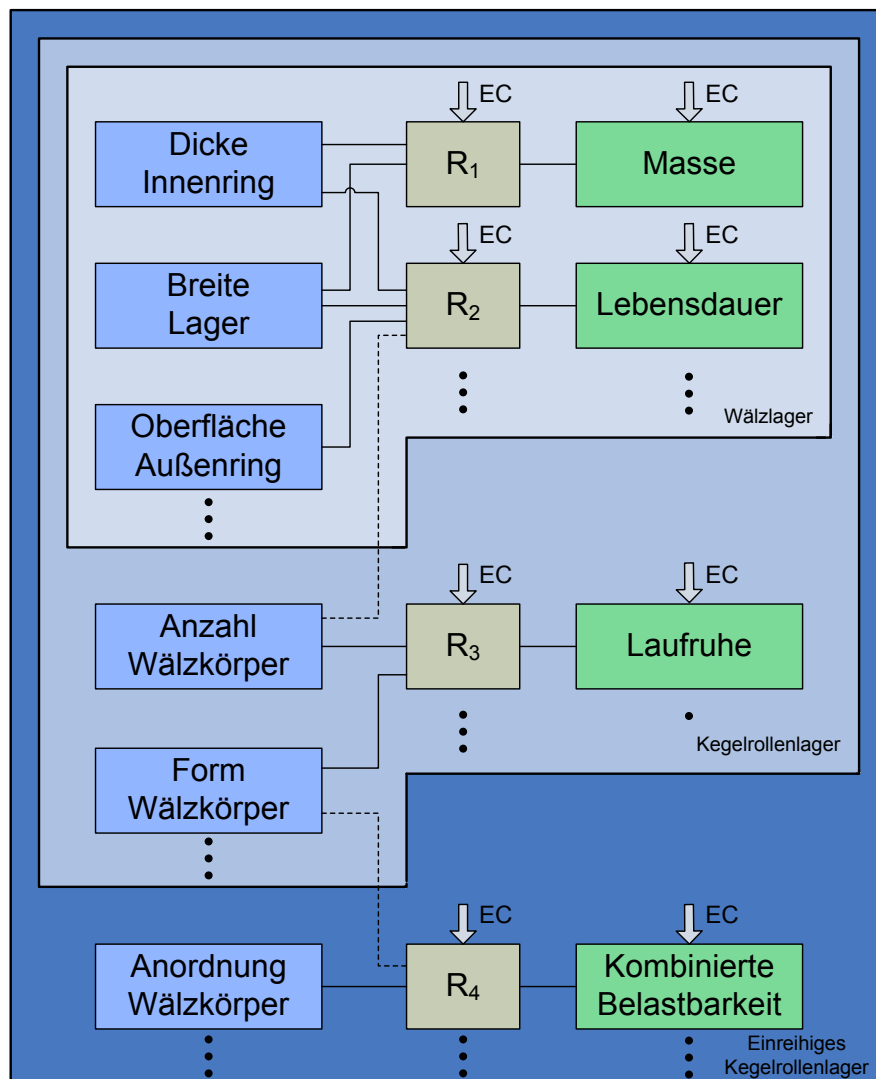 EC
EC
Dicke
Innenring
R₁
Masse
EC
EC
Breite
Lager
R₂
Lebensdauer
Oberfläche
Außenring
Wälzlager
EC
EC
Anzahl
Wälzkörper
R₃
Laufruhe
Kegelrollenlager
Form
Wälzkörper
EC
EC
Anordnung
Wälzkörper
R₄
Kombinierte
Belastbarkeit
Einreihiges
Kegelrollenlager